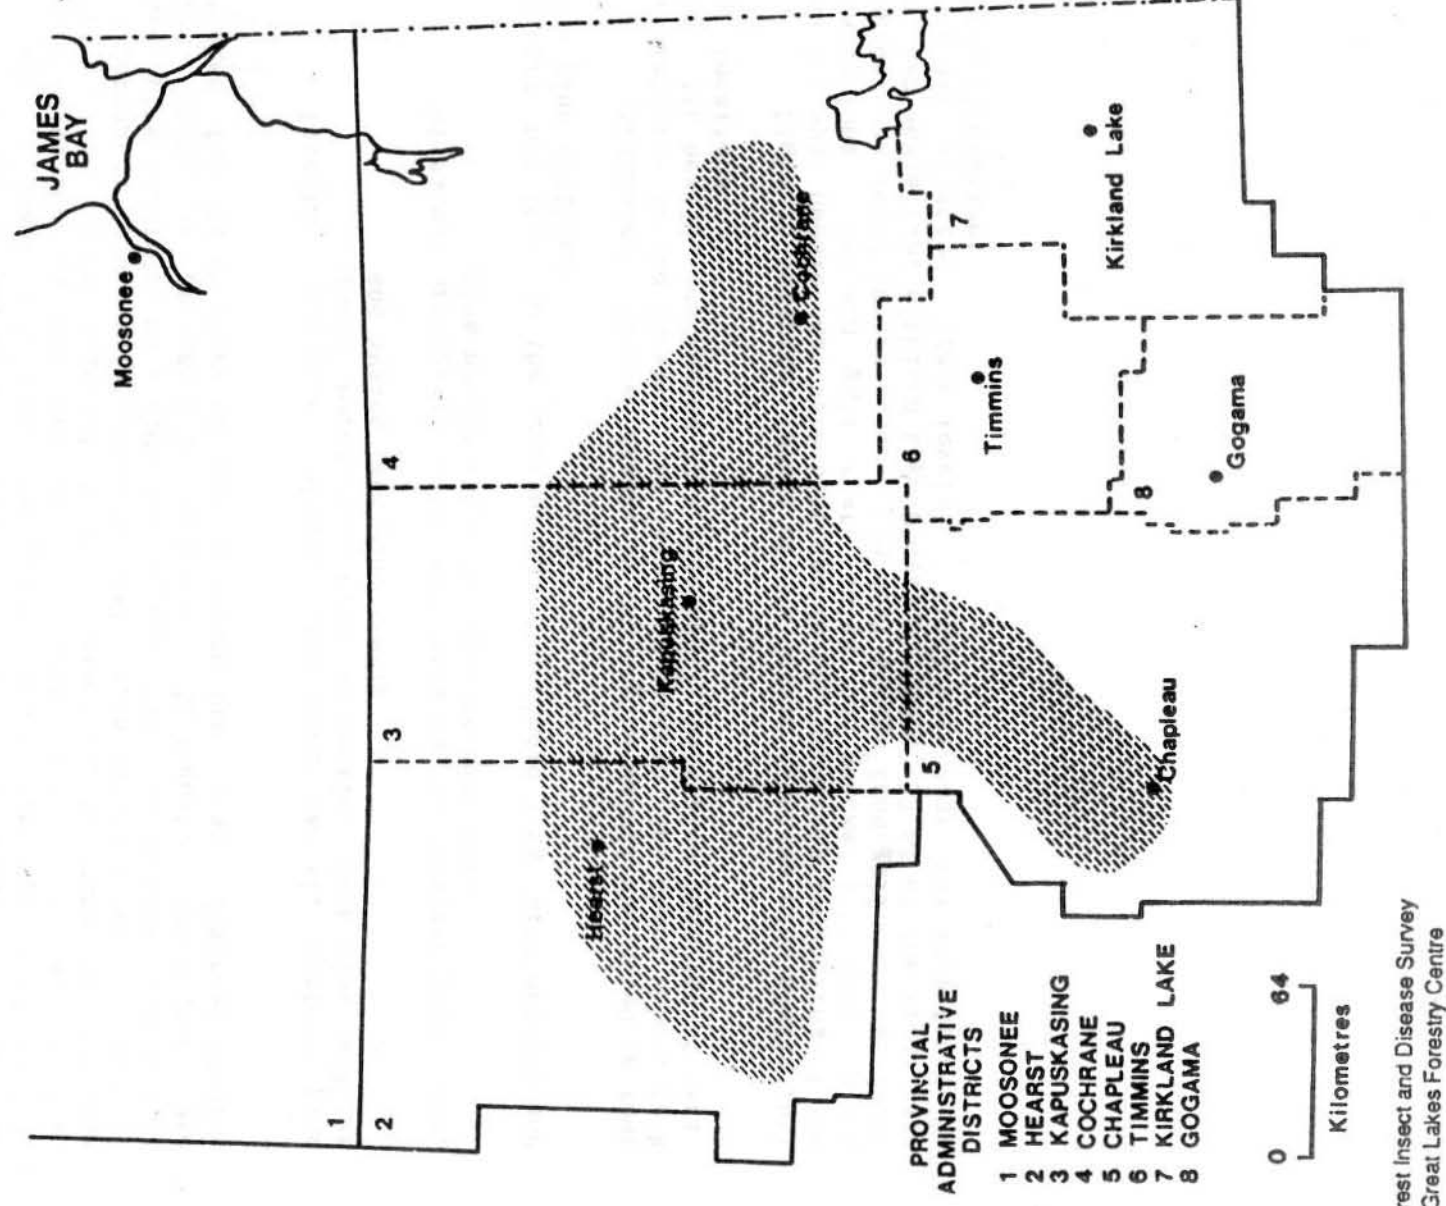 JAMES
BAY
Moosonee
1
2
3
4
Hearst
Kapuskasing
Cochrane
5
6
7
8
Timmins
Kirkland Lake
Gogama
Chapleau
PROVINCIAL
ADMINISTRATIVE
DISTRICTS
1 MOOSONEE
2 HEARST
3 KAPUSKASING
4 COCHRANE
5 CHAPLEAU
6 TIMMINS
7 KIRKLAND LAKE
8 GOGAMA
0 64
Kilometres
rest Insect and Disease Survey
Great Lakes Forestry Centre